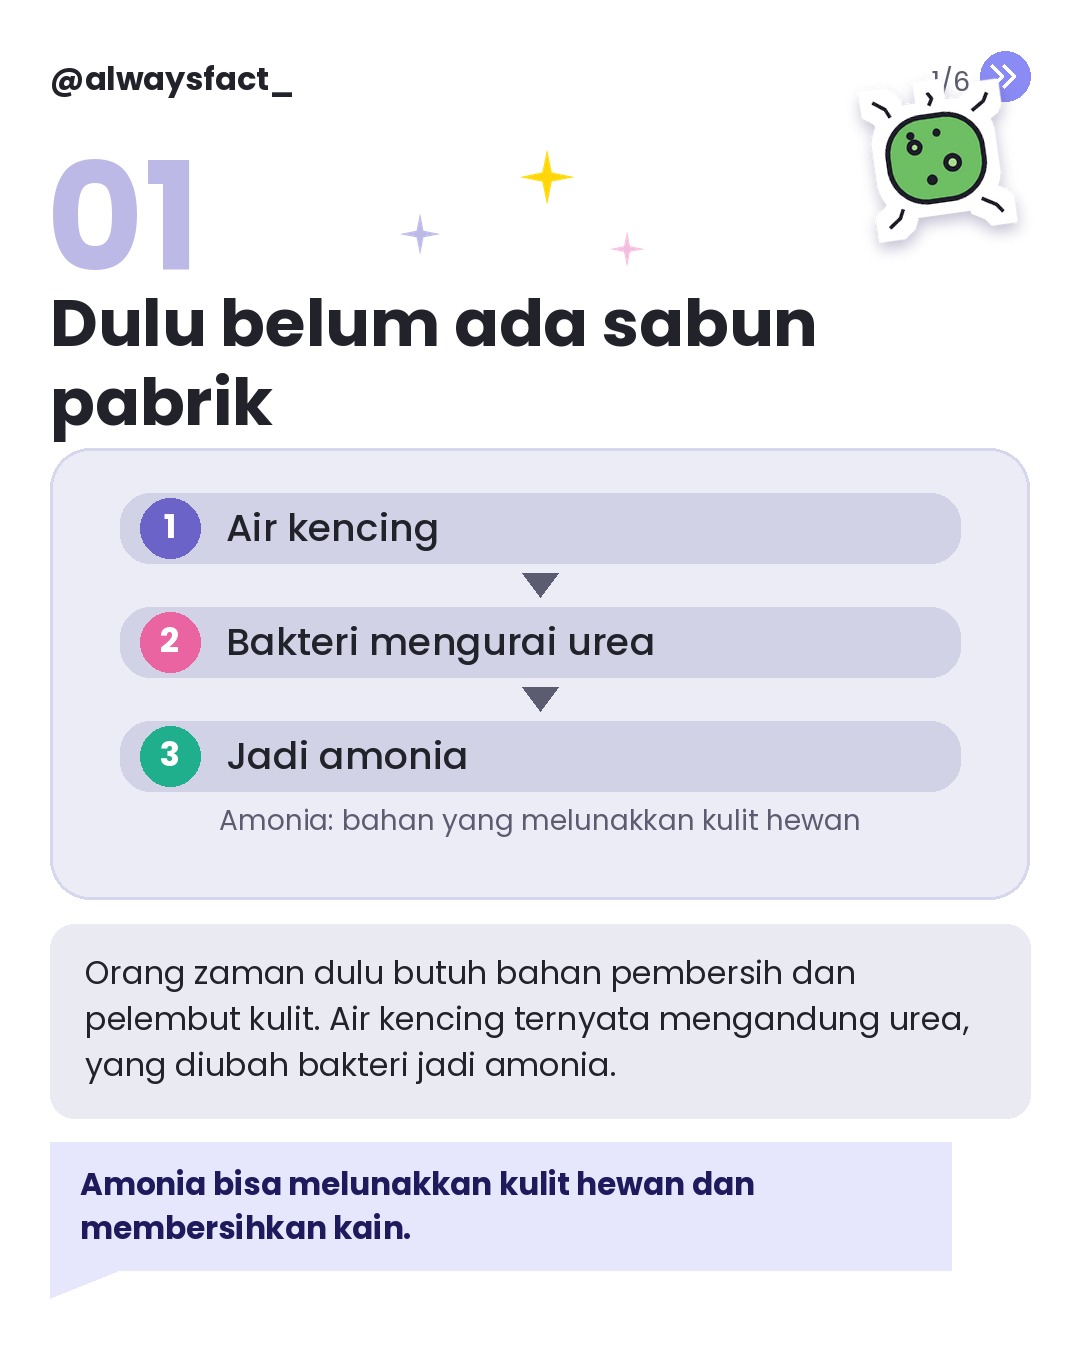 @alwaysfact_
1/6
01
Dulu belum ada sabun
pabrik
1 Air kencing
2 Bakteri mengurai urea
3 Jadi amonia
Amonia: bahan yang melunakkan kulit hewan
Orang zaman dulu butuh bahan pembersih dan
pelembut kulit. Air kencing ternyata mengandung urea,
yang diubah bakteri jadi amonia.
Amonia bisa melunakkan kulit hewan dan
membersihkan kain.